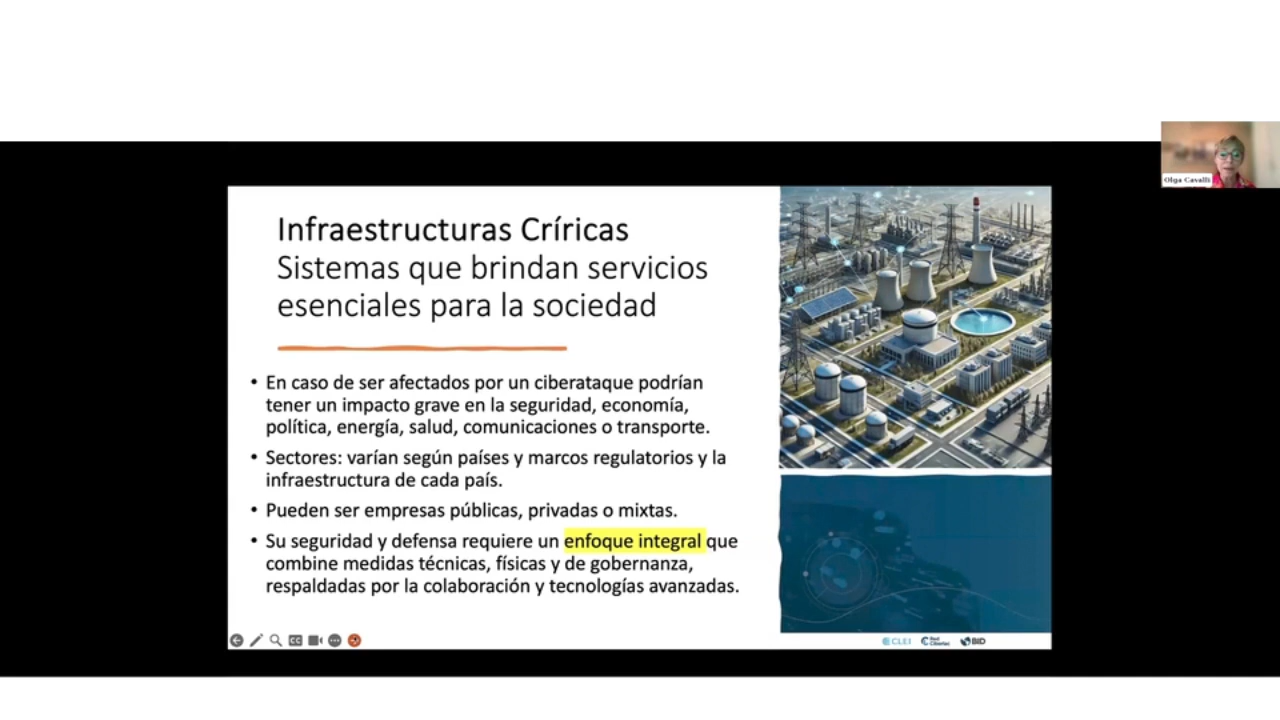 Olga Cavalli
Infraestructuras Críricas
Sistemas que brindan servicios
esenciales para la sociedad
• En caso de ser afectados por un ciberataque podrían
tener un impacto grave en la seguridad, economía,
política, energía, salud, comunicaciones o transporte.
• Sectores: varían según países y marcos regulatorios y la
infraestructura de cada país.
• Pueden ser empresas públicas, privadas o mixtas.
• Su seguridad y defensa requiere un enfoque integral que
combine medidas técnicas, físicas y de gobernanza,
respaldadas por la colaboración y tecnologías avanzadas.
CC
CLEI
BID